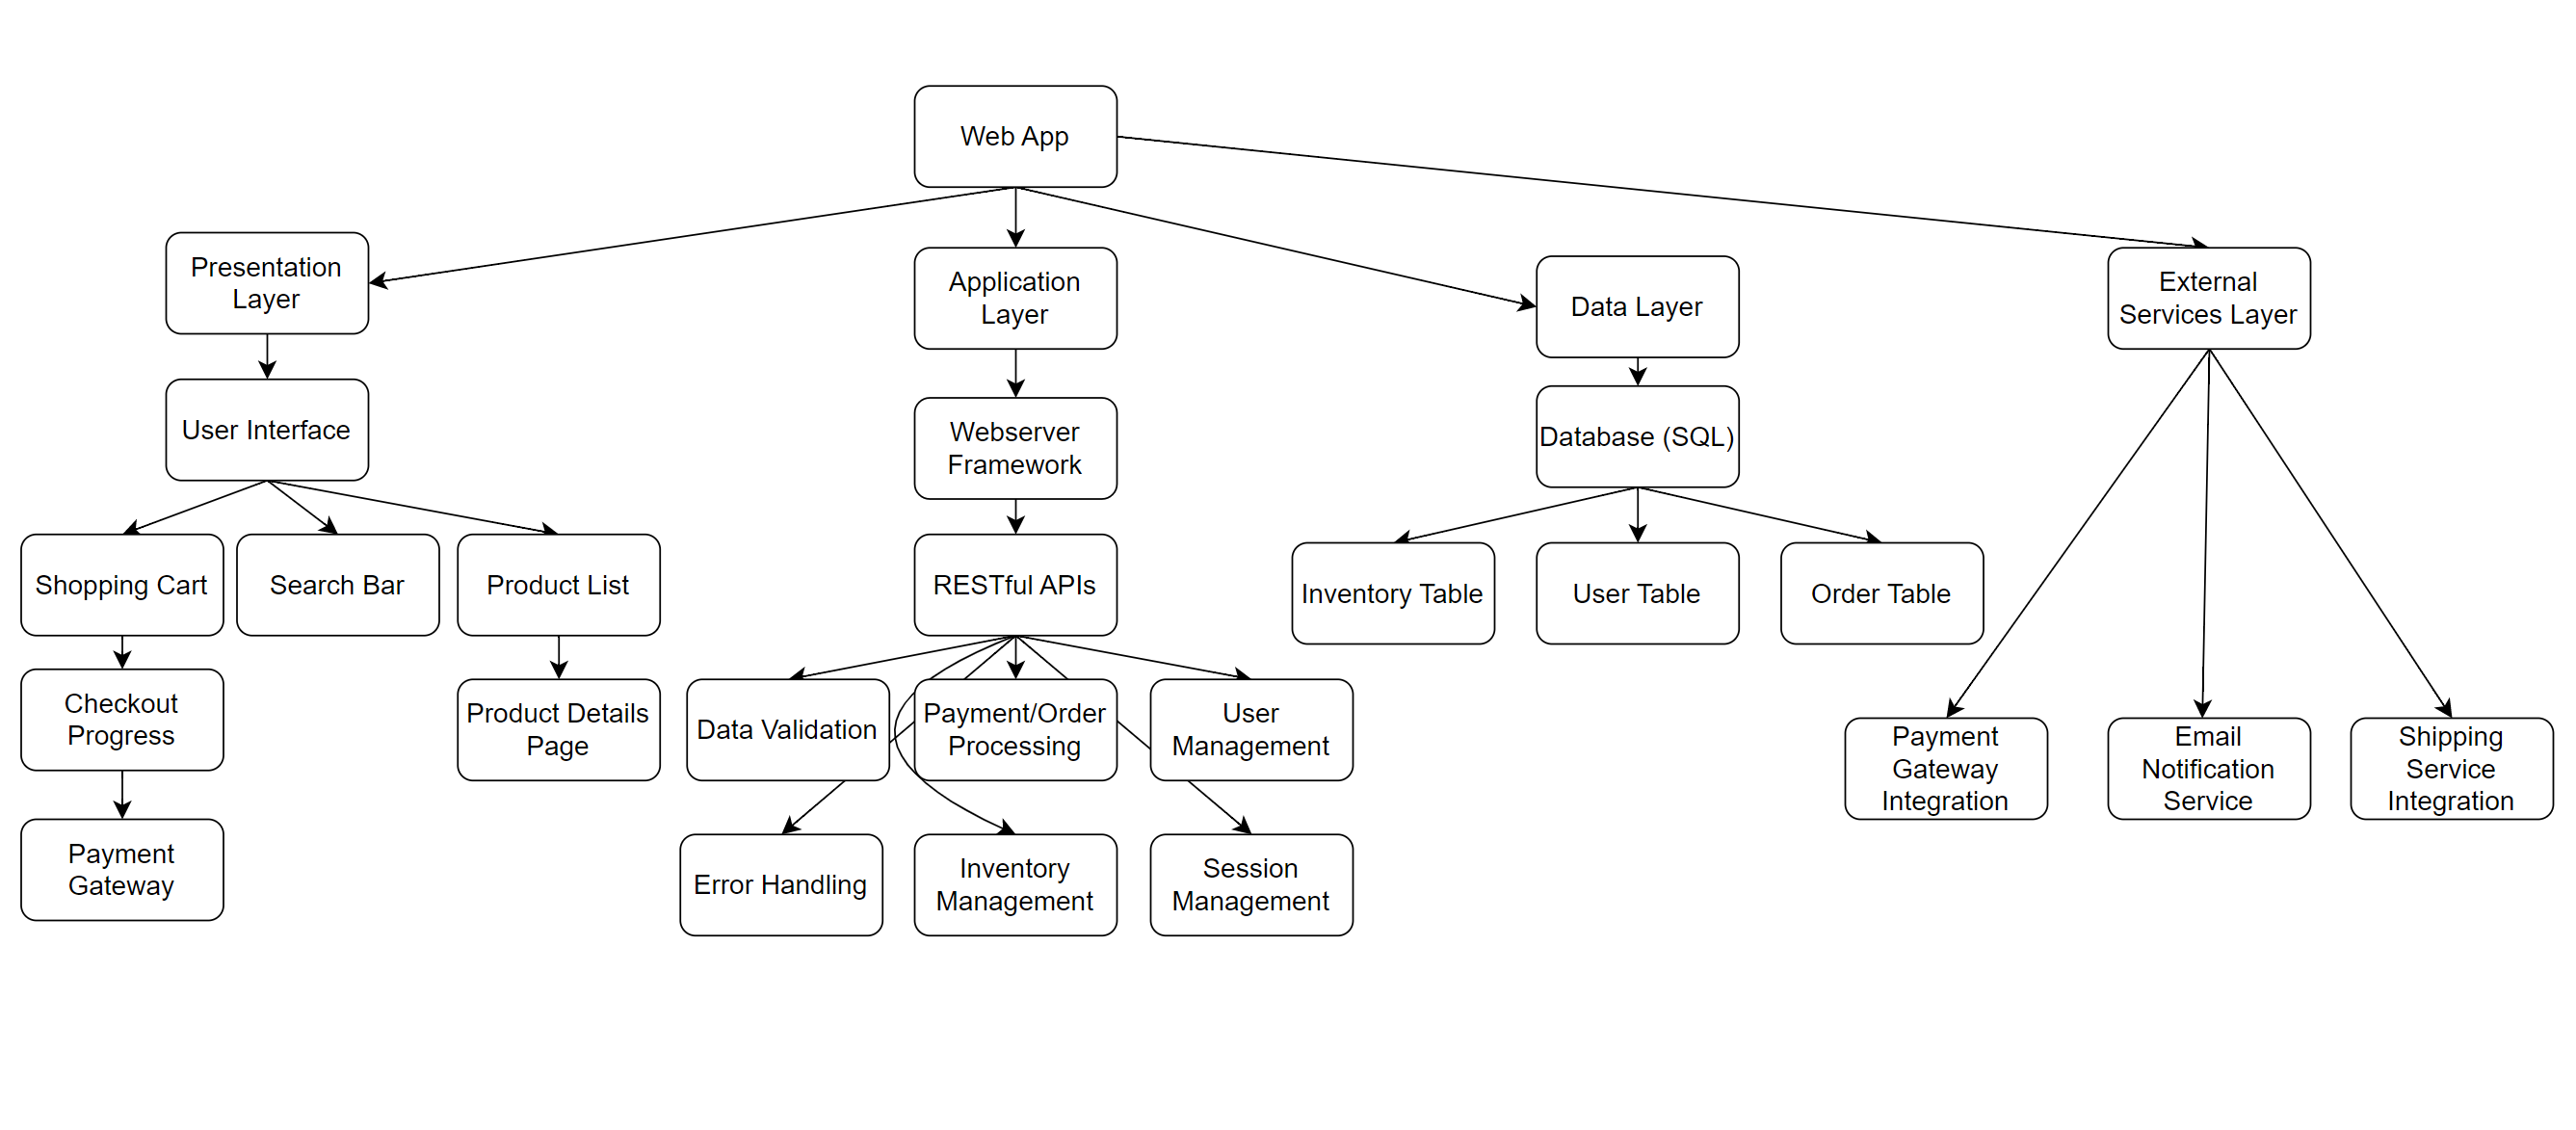 Web App
Presentation
Layer
Application
Layer
Data Layer
External
Services Layer
User Interface
Webserver
Framework
Database (SQL)
Shopping Cart
Search Bar
Product List
RESTful APIs
Inventory Table
User Table
Order Table
Checkout
Progress
Product Details
Page
Data Validation
Payment/Order
Processing
User
Management
Payment
Gateway
Integration
Email
Notification
Service
Shipping
Service
Integration
Payment
Gateway
Error Handling
Inventory
Management
Session
Management